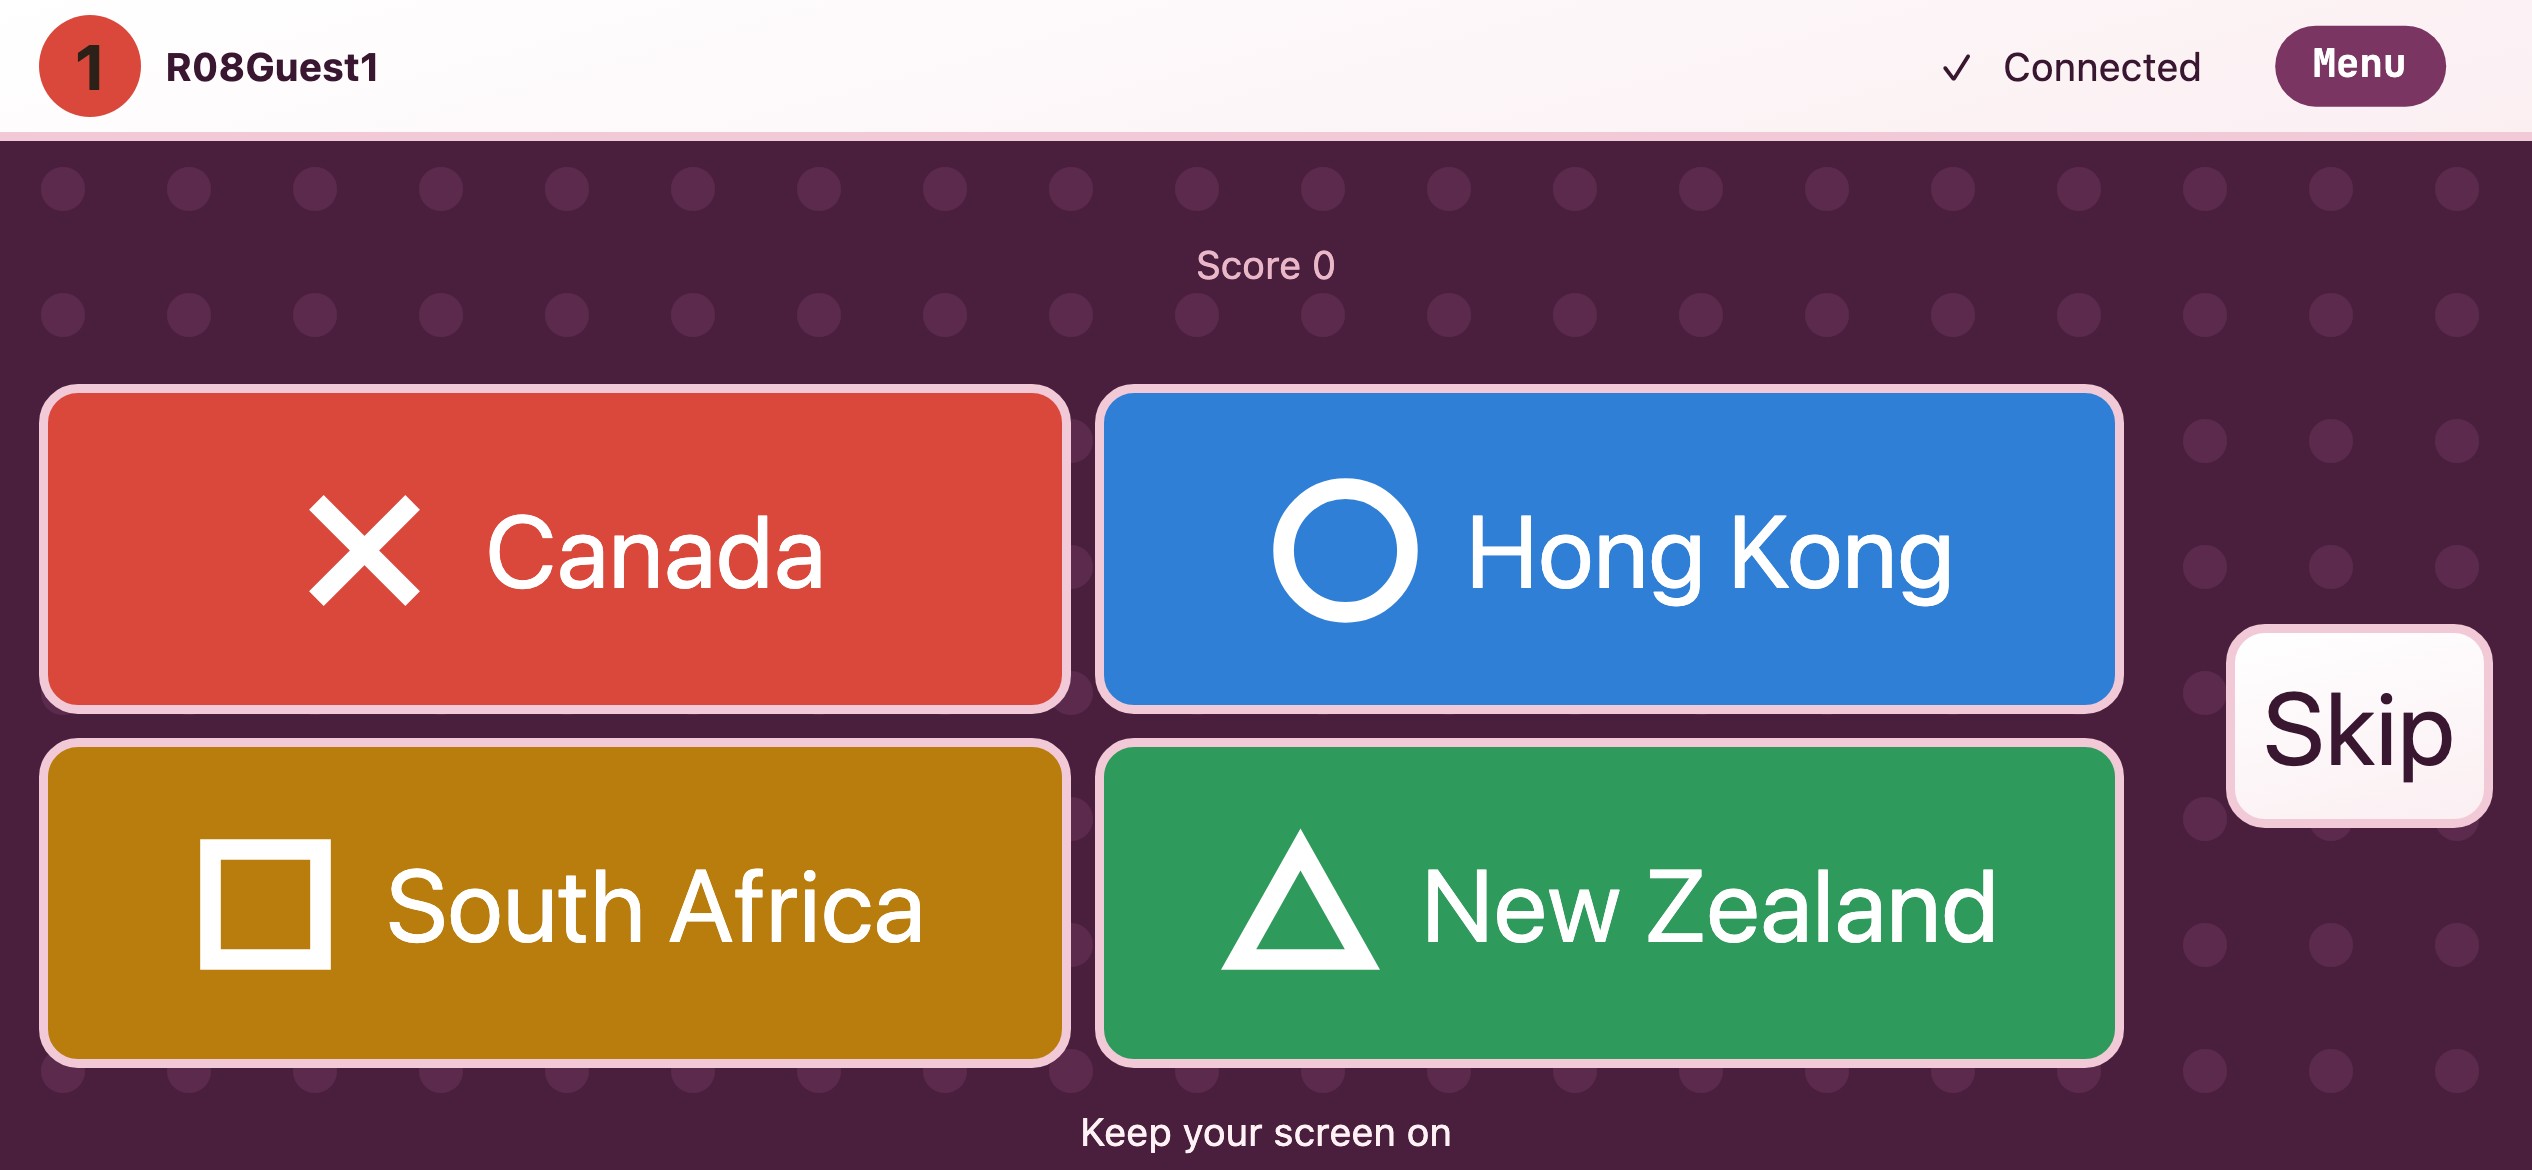 1 R08Guest1 ✓ Connected Menu
Score 0
Canada
Hong Kong
South Africa
New Zealand
Skip
Keep your screen on